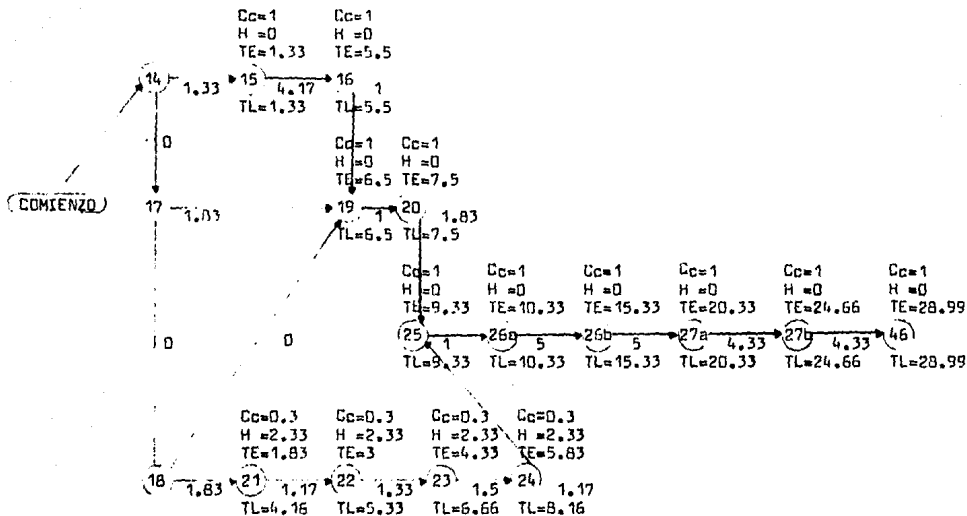 Cc=1 Cc=1
H =0 H =0
TE=1.33 TE=5.5
14 1.33 15 4.17 16 1
TL=1.33 TL=5.5
0 Cc=1 Cc=1
H =0 H =0
TE=6.5 TE=7.5
COMIENZO 17 1.83 19 1 20 1.83
TL=6.5 TL=7.5
Cc=1 Cc=1 Cc=1 Cc=1 Cc=1 Cc=1
H =0 H =0 H =0 H =0 H =0 H =0
TE=9.33 TE=10.33 TE=15.33 TE=20.33 TE=24.66 TE=28.99
0 0 25 1 26a 5 26b 5 27a 4.33 27b 4.33 46
TL=9.33 TL=10.33 TL=15.33 TL=20.33 TL=24.66 TL=28.99
Cc=0.3 Cc=0.3 Cc=0.3 Cc=0.3
H =2.33 H =2.33 H =2.33 H =2.33
TE=1.83 TE=3 TE=4.33 TE=5.83
18 1.83 21 1.17 22 1.33 23 1.5 24 1.17
TL=4.16 TL=5.33 TL=6.66 TL=8.16